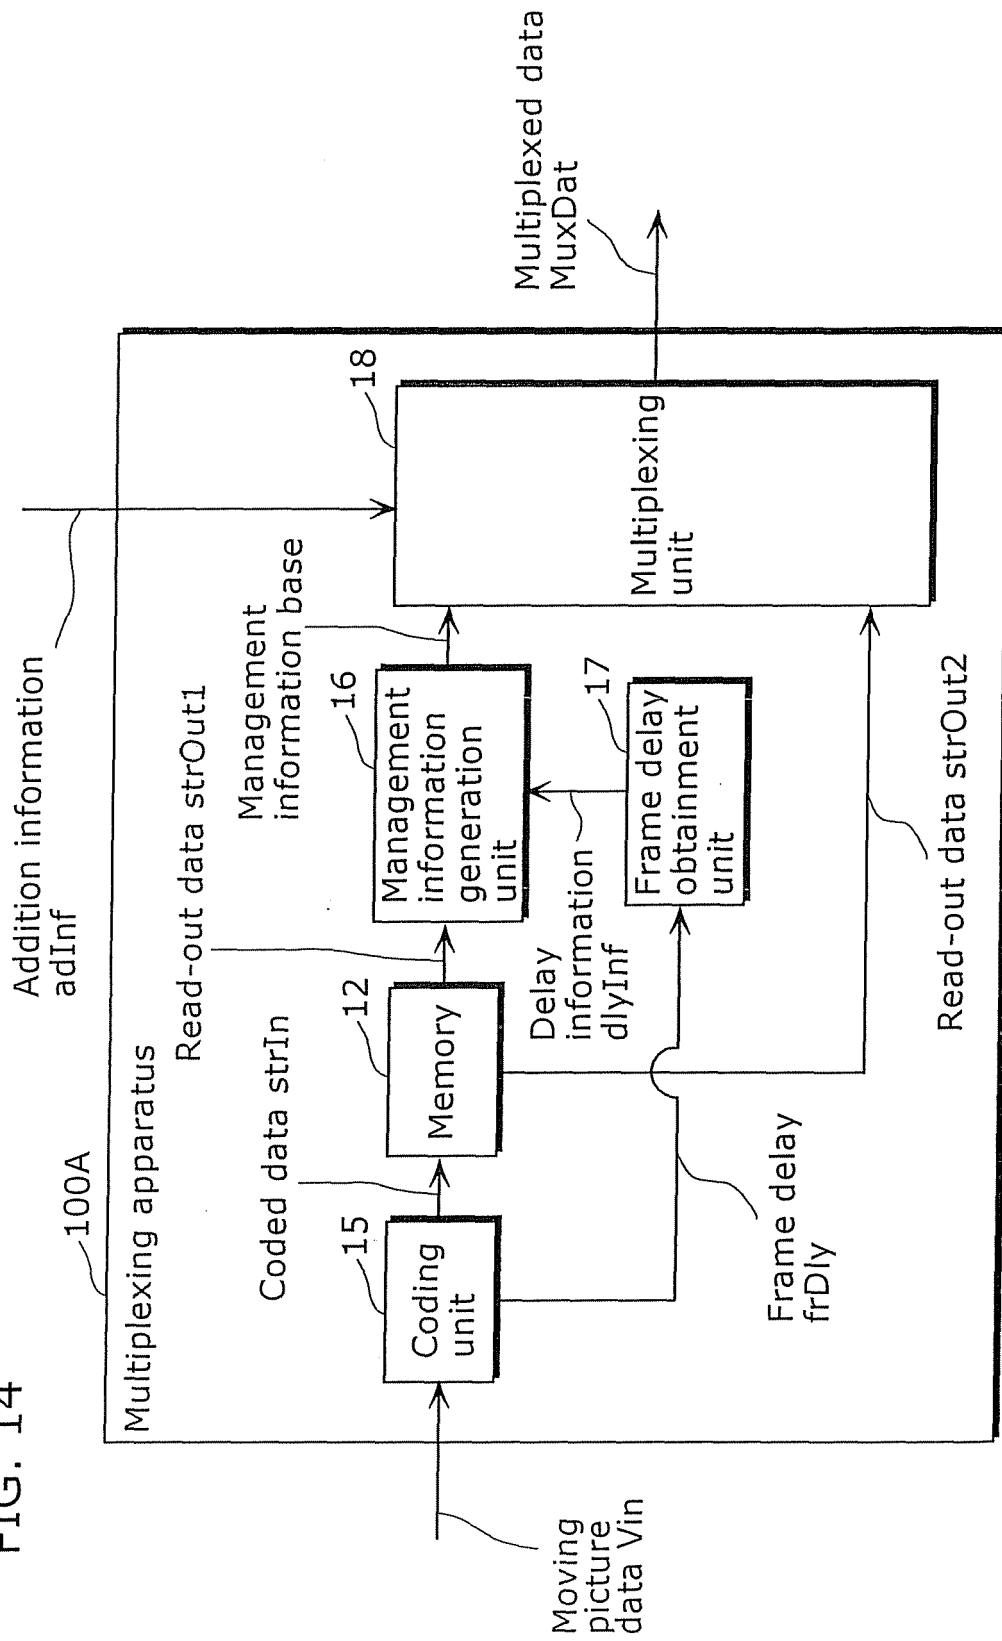 FIG. 14
100A
Multiplexing apparatus
Addition information
adInf
Read-out data strOut1
Management
information base
Coded data strIn
15
Coding
unit
12
Memory
16
Management
information
generation
unit
18
Multiplexing
unit
Multiplexed data
MuxDat
Delay
information
dlyInf
17
Frame delay
obtainment
unit
Moving
picture
data Vin
Frame delay
frDly
Read-out data strOut2